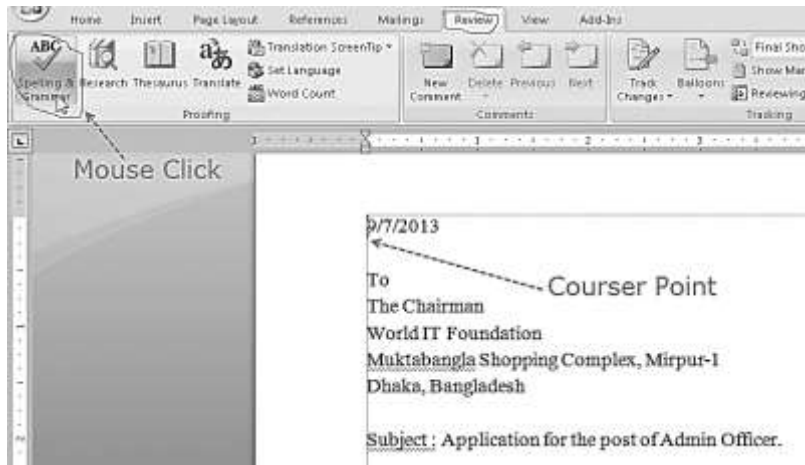 Home Insert Page Layout References Mailings Review View Add-Ins
ABC
Spelling & Grammar
Research
Thesaurus
Translate
Translation ScreenTip
Set Language
Word Count
Proofing
New Comment
Delete
Previous
Next
Comments
Track Changes
Balloons
Final Sho
Show Mar
Reviewing
Tracking
Mouse Click
9/7/2013
Courser Point
To
The Chairman
World IT Foundation
Muktabangla Shopping Complex, Mirpur-1
Dhaka, Bangladesh
Subject : Application for the post of Admin Officer.